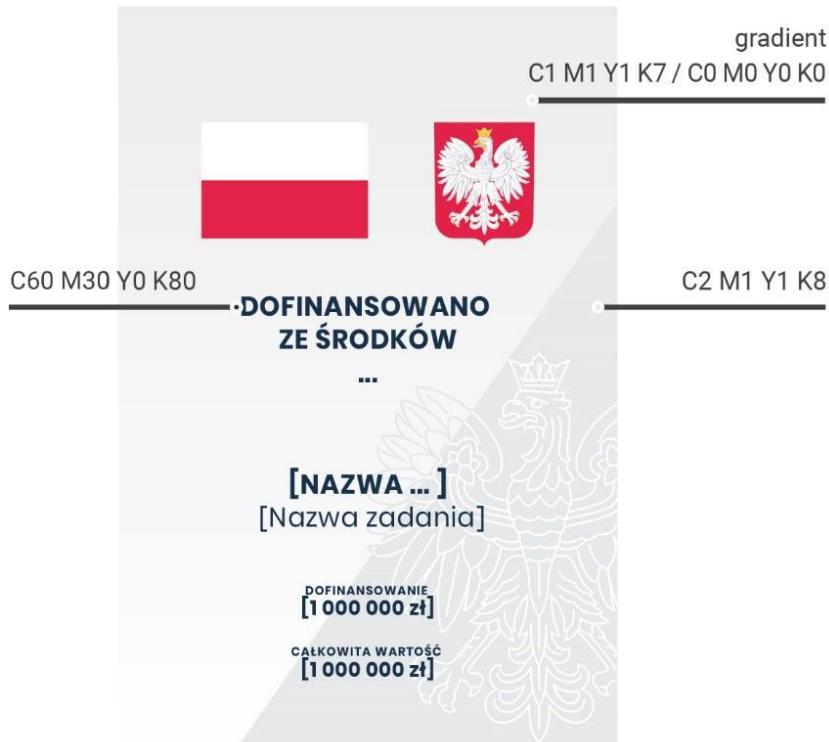 gradient
C1 M1 Y1 K7 / C0 M0 Y0 K0
C60 M30 Y0 K80
C2 M1 Y1 K8
DOFINANSOWANO
ZE ŚRODKÓW
...
[NAZWA ... ]
[Nazwa zadania]
DOFINANSOWANIE
[1 000 000 zł]
CAŁKOWITA WARTOŚĆ
[1 000 000 zł]